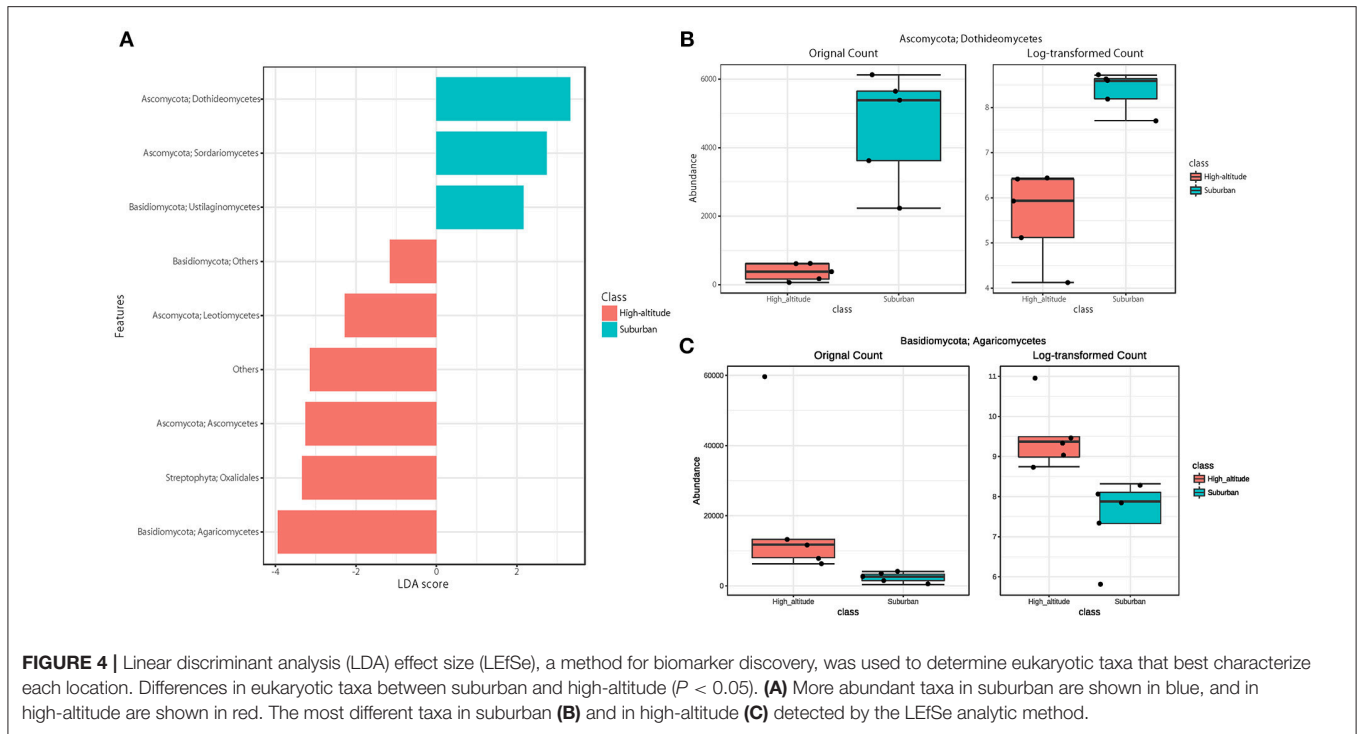 A
Ascomycota; Dothideomycetes
Ascomycota; Sordariomycetes
Basidiomycota; Ustilaginomycetes
Basidiomycota; Others
Ascomycota; Leotiomycetes
Others
Ascomycota; Ascomycetes
Streptophyta; Oxalidales
Basidiomycota; Agaricomycetes
Features
-4 -2 0 2
LDA score
Class
High-altitude
Suburban
B
Ascomycota; Dothideomycetes
Orignal Count
Log-transformed Count
Abundance
6000
4000
2000
0
High_altitude Suburban
class
8
7
6
5
4
High_altitude Suburban
class
class
High-altitude
Suburban
C
Basidiomycota; Agaricomycetes
Orignal Count
Log-transformed Count
Abundance
60000
40000
20000
0
High_altitude Suburban
class
11
10
9
8
7
6
High_altitude Suburban
class
class
High_altitude
Suburban
FIGURE 4 | Linear discriminant analysis (LDA) effect size (LEfSe), a method for biomarker discovery, was used to determine eukaryotic taxa that best characterize
each location. Differences in eukaryotic taxa between suburban and high-altitude (P < 0.05). (A) More abundant taxa in suburban are shown in blue, and in
high-altitude are shown in red. The most different taxa in suburban (B) and in high-altitude (C) detected by the LEfSe analytic method.